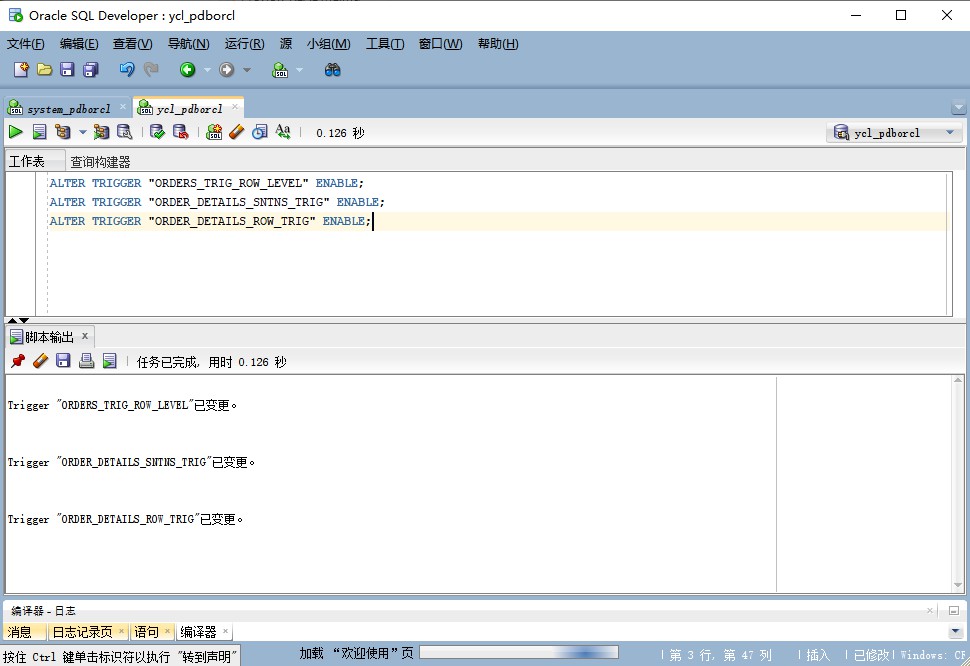 Oracle SQL Developer : ycl_pdborcl
文件(F) 编辑(E) 查看(V) 导航(N) 运行(R) 源 小组(M) 工具(T) 窗口(W) 帮助(H)
system_pdborcl ycl_pdborcl
0.126 秒 ycl_pdborcl
工作表 查询构建器
ALTER TRIGGER "ORDERS_TRIG_ROW_LEVEL" ENABLE;
ALTER TRIGGER "ORDER_DETAILS_SNTNS_TRIG" ENABLE;
ALTER TRIGGER "ORDER_DETAILS_ROW_TRIG" ENABLE;
脚本输出
任务已完成, 用时 0.126 秒
Trigger "ORDERS_TRIG_ROW_LEVEL"已变更。
Trigger "ORDER_DETAILS_SNTNS_TRIG"已变更。
Trigger "ORDER_DETAILS_ROW_TRIG"已变更。
编译器 - 日志
消息 日志记录页 语句 编译器
按住 Ctrl 键单击标识符以执行 "转到声明" 加载 “欢迎使用” 页 第 3 行, 第 47 列 插入 已修改 Windows: CR